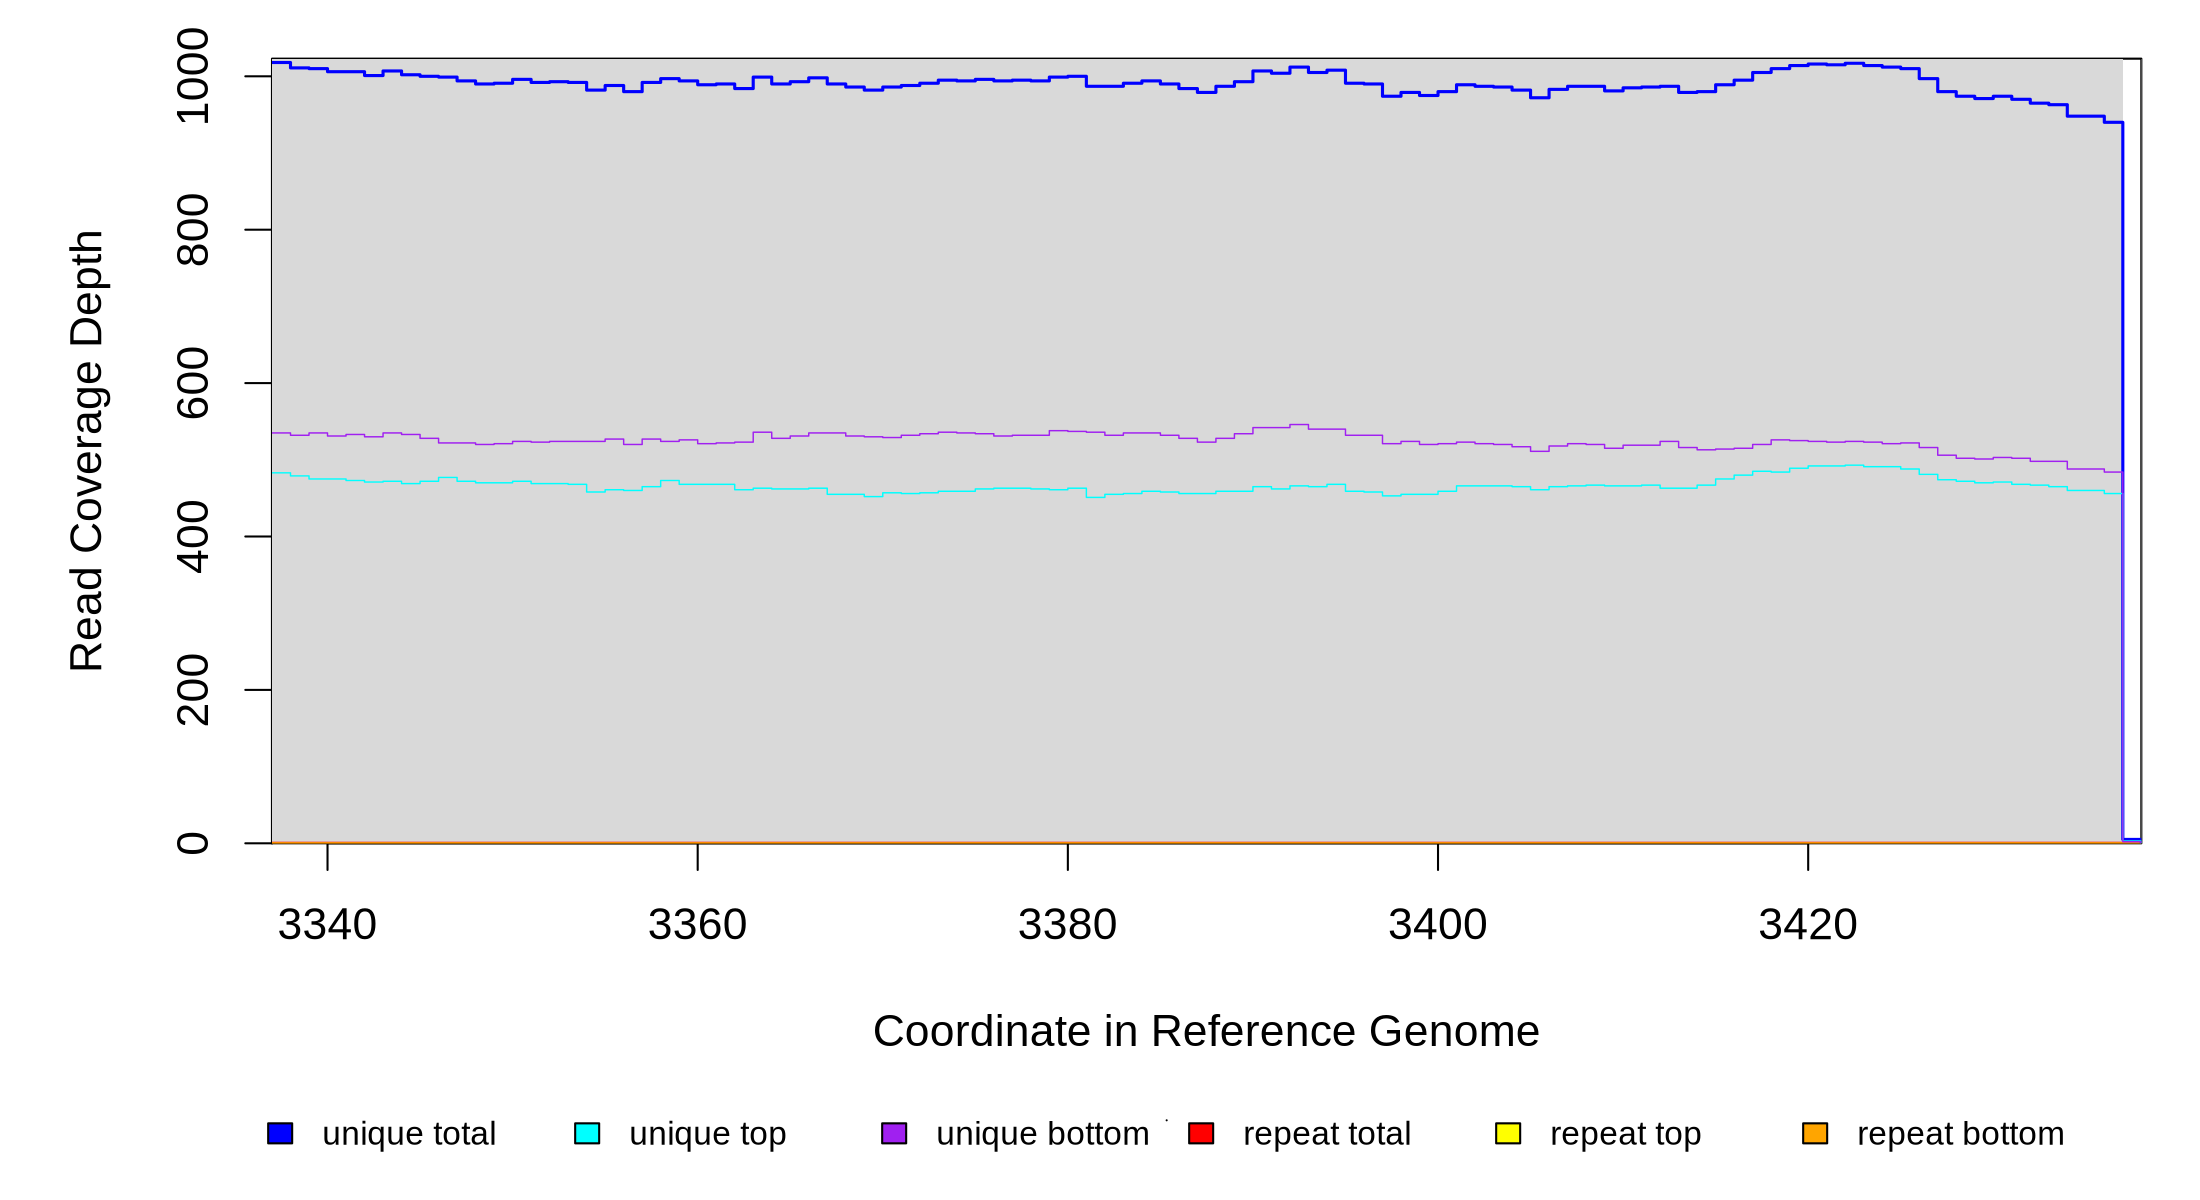 Read Coverage Depth
1000
800
600
400
200
0
3340 3360 3380 3400 3420
Coordinate in Reference Genome
unique total unique top unique bottom repeat total repeat top repeat bottom